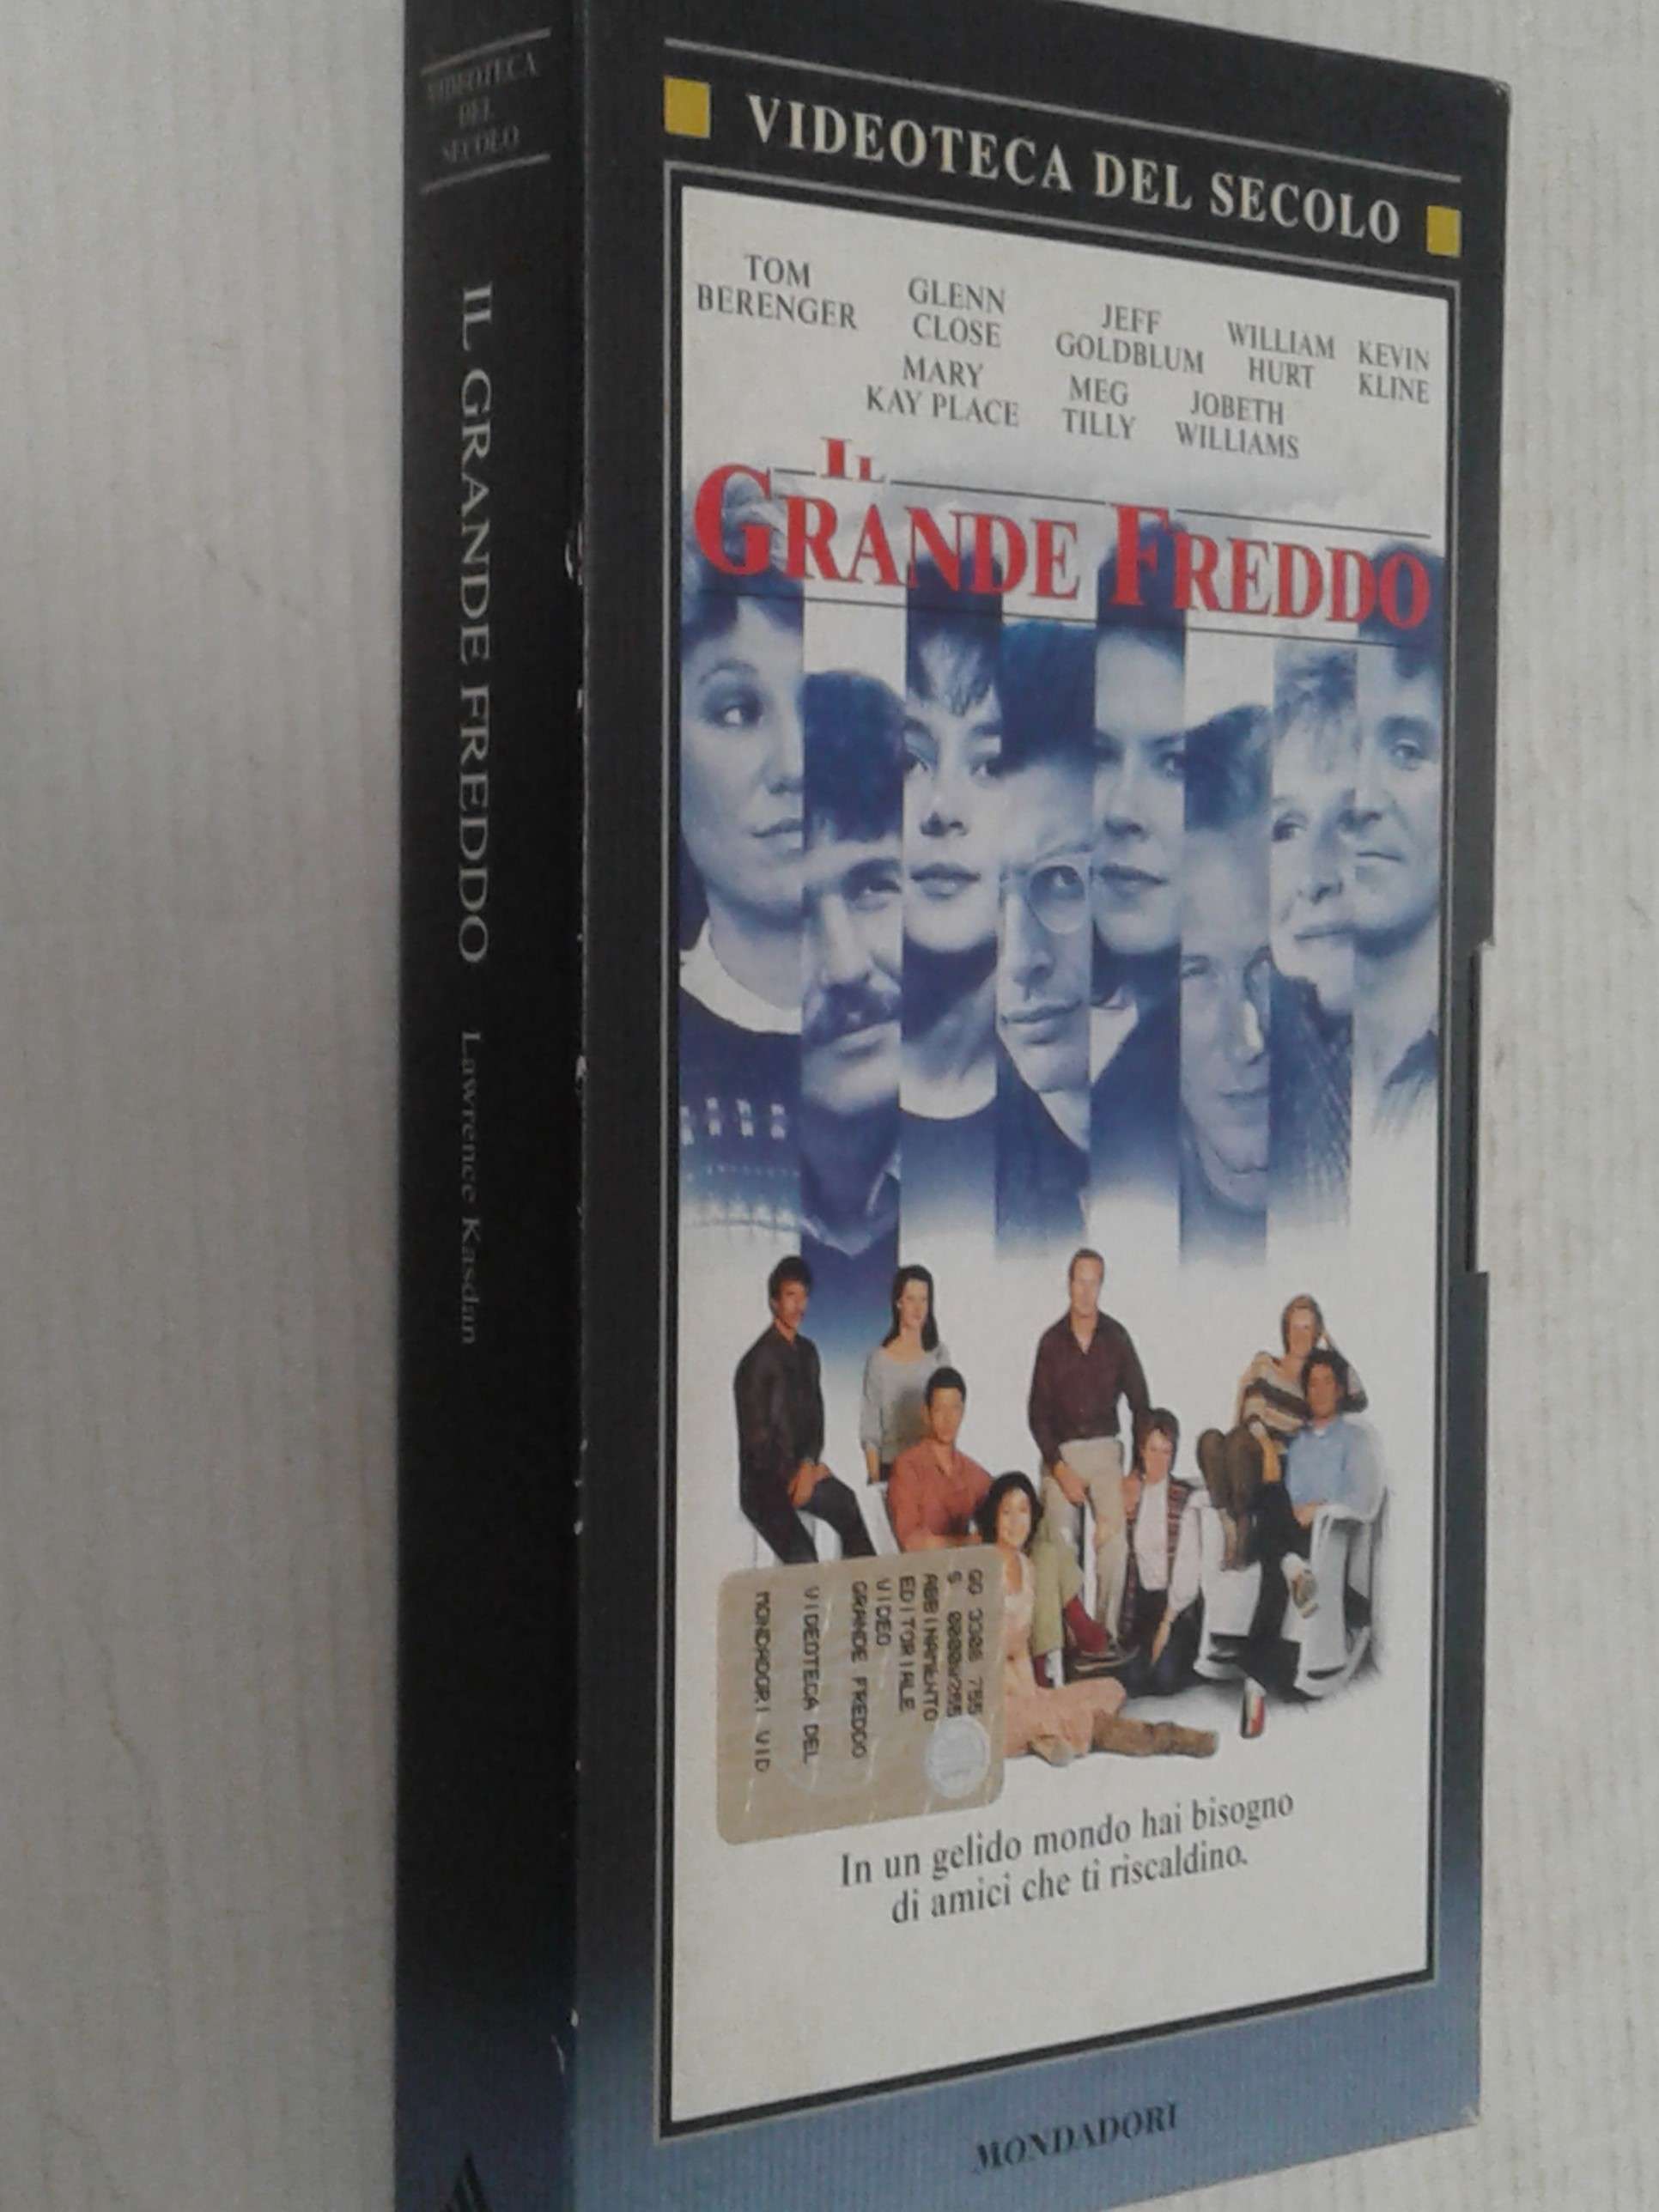 VIDEOTECA
DEL
SECOLO
IL GRANDE FREDDO Lawrence Kasdan
VIDEOTECA DEL SECOLO
TOM BERENGER
GLENN CLOSE
JEFF GOLDBLUM
WILLIAM HURT
KEVIN KLINE
MARY KAY PLACE
MEG TILLY
JOBETH WILLIAMS
IL
GRANDE FREDDO
ABBINAMENTO
EDITORIALE
VIDEO
GRANDE FREDDO
VIDEOTECA DEL
MONDADORI VID
In un gelido mondo hai bisogno
di amici che ti riscaldino.
MONDADORI